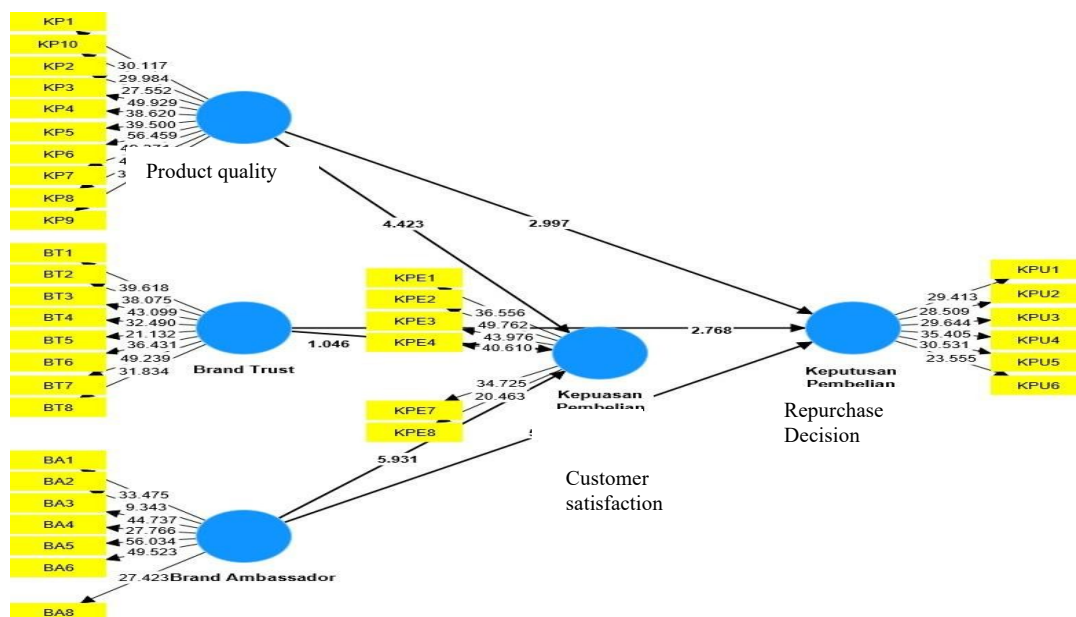 KP1
KP10
KP2
KP3
KP4
KP5
KP6
KP7
KP8
KP9
30.117
29.984
27.552
49.929
38.620
39.500
56.459
Product quality
4.423
2.997
BT1
BT2
BT3
BT4
BT5
BT6
BT7
BT8
39.618
38.075
43.099
32.490
21.132
36.431
49.239
31.834
Brand Trust
1.046
2.768
KPE1
KPE2
KPE3
KPE4
36.556
49.762
43.976
40.610
KPE7
KPE8
34.725
20.463
Kepuasan
Pembelian
Customer
satisfaction
Keputusan
Pembelian
Repurchase
Decision
29.413
28.509
29.644
35.405
30.531
23.555
KPU1
KPU2
KPU3
KPU4
KPU5
KPU6
5.931
BA1
BA2
BA3
BA4
BA5
BA6
BA8
33.475
9.343
44.737
27.766
56.034
49.523
27.423
Brand Ambassador